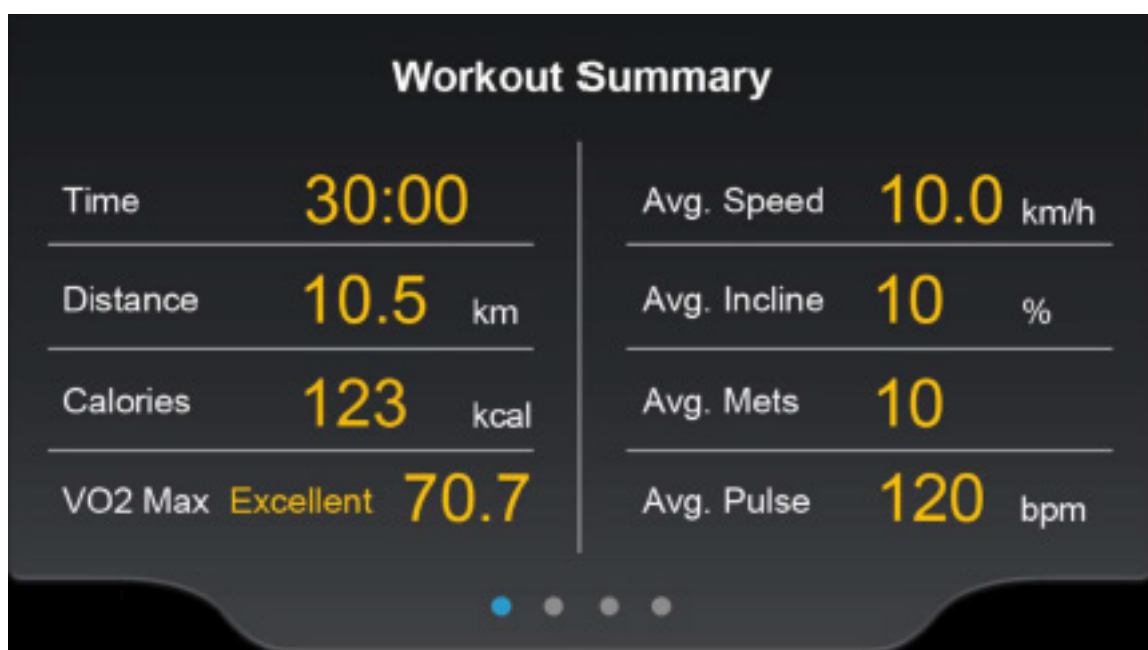 Workout Summary
Time 30:00
Distance 10.5 km
Calories 123 kcal
VO2 Max Excellent 70.7
Avg. Speed 10.0 km/h
Avg. Incline 10 %
Avg. Mets 10
Avg. Pulse 120 bpm